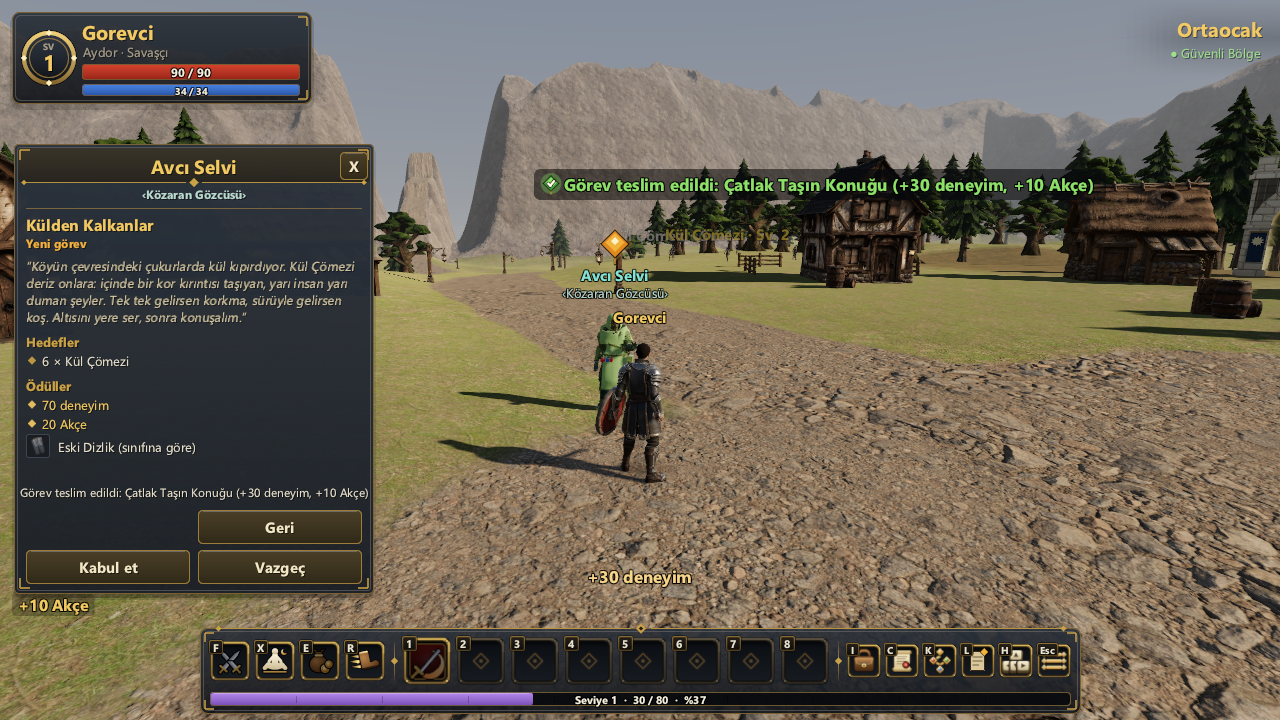 SV
1
Gorevci
Aydor · Savaşçı
90 / 90
34 / 34
Ortaocak
Güvenli Bölge
Avcı Selvi
X
‹Közaran Gözcüsü›
Külden Kalkanlar
Yeni görev
"Köyün çevresindeki çukurlarda kül kıpırdıyor. Kül Çömezi
deriz onlara: içinde bir kor kırıntısı taşıyan, yarı insan yarı
duman şeyler. Tek tek gelirsen korkma, sürüyle gelirsen
koş. Altısını yere ser, sonra konuşalım."
Hedefler
6 × Kül Çömezi
Ödüller
70 deneyim
20 Akçe
Eski Dizlik (sınıfına göre)
Görev teslim edildi: Çatlak Taşın Konuğu (+30 deneyim, +10 Akçe)
Geri
Kabul et
Vazgeç
+10 Akçe
Görev teslim edildi: Çatlak Taşın Konuğu (+30 deneyim, +10 Akçe)
Kül Çömezi · Sv. 2
Avcı Selvi
‹Közaran Gözcüsü›
Gorevci
+30 deneyim
F
X
E
R
1
2
3
4
5
6
7
8
I
C
K
L
H
Esc
Seviye 1 · 30 / 80 · %37